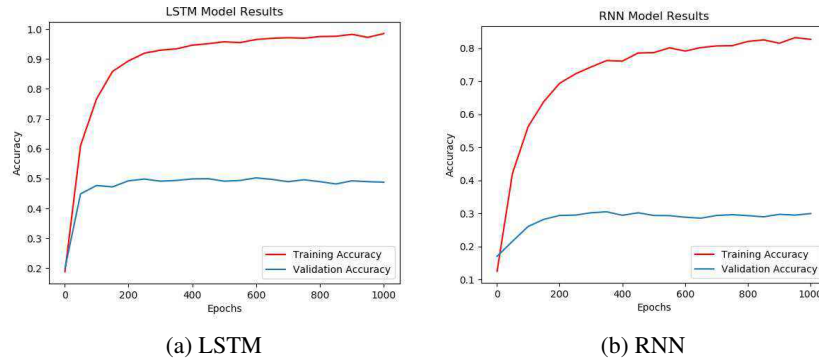 LSTM Model Results
1.0
0.9
0.8
0.7
0.6
0.5
0.4
0.3
0.2
Accuracy
0 200 400 600 800 1000
Epochs
Training Accuracy
Validation Accuracy
(a) LSTM
RNN Model Results
0.8
0.7
0.6
0.5
0.4
0.3
0.2
0.1
Accuracy
0 200 400 600 800 1000
Epochs
Training Accuracy
Validation Accuracy
(b) RNN